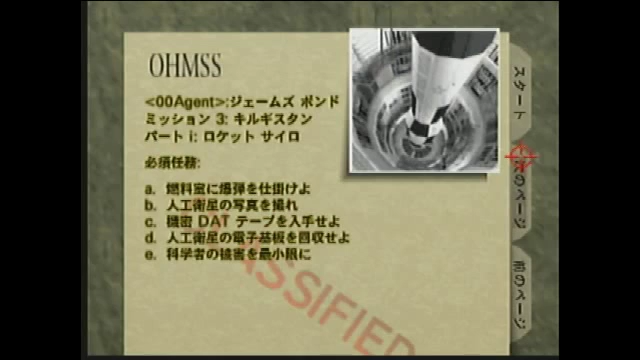 OHMSS
<00Agent>:ジェームズ ボンド
ミッション 3: キルギスタン
パート i: ロケット サイロ
必須任務:
a. 燃料室に爆弾を仕掛けよ
b. 人工衛星の写真を撮れ
c. 機密 DAT テープを入手せよ
d. 人工衛星の電子基板を回収せよ
e. 科学者の被害を最小限に
CLASSIFIED
スタート
次のページ
前のページ